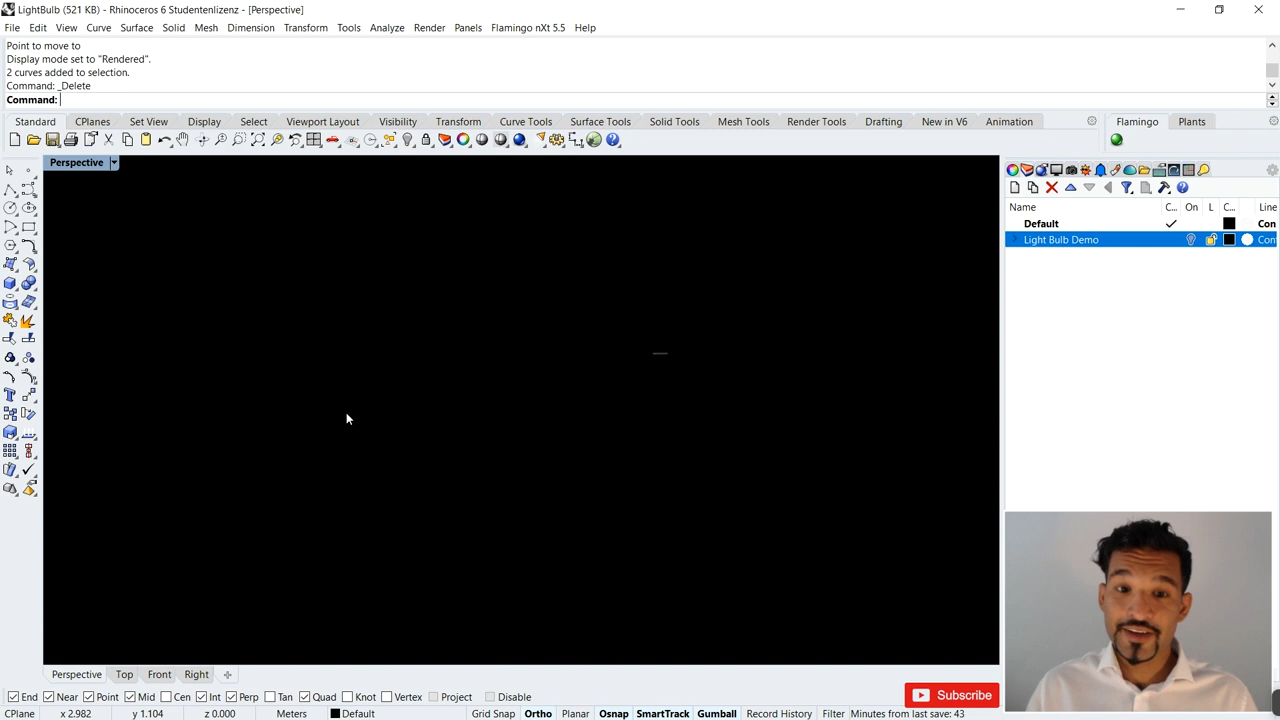 LightBulb (521 KB) - Rhinoceros 6 Studentenlizenz - [Perspective]
File Edit View Curve Surface Solid Mesh Dimension Transform Tools Analyze Render Panels Flamingo nXt 5.5 Help
Point to move to
Display mode set to "Rendered".
2 curves added to selection.
Command: _Delete
Command:
Standard CPlanes Set View Display Select Viewport Layout Visibility Transform Curve Tools Surface Tools Solid Tools Mesh Tools Render Tools Drafting New in V6 Animation Flamingo Plants
Perspective
Name C... On L C... Line
Default Con
Light Bulb Demo Con
Perspective Top Front Right
End Near Point Mid Cen Int Perp Tan Quad Knot Vertex Project Disable
Subscribe
CPlane x 2.982 y 1.104 z 0.000 Meters Default Grid Snap Ortho Planar Osnap SmartTrack Gumball Record History Filter Minutes from last save: 43